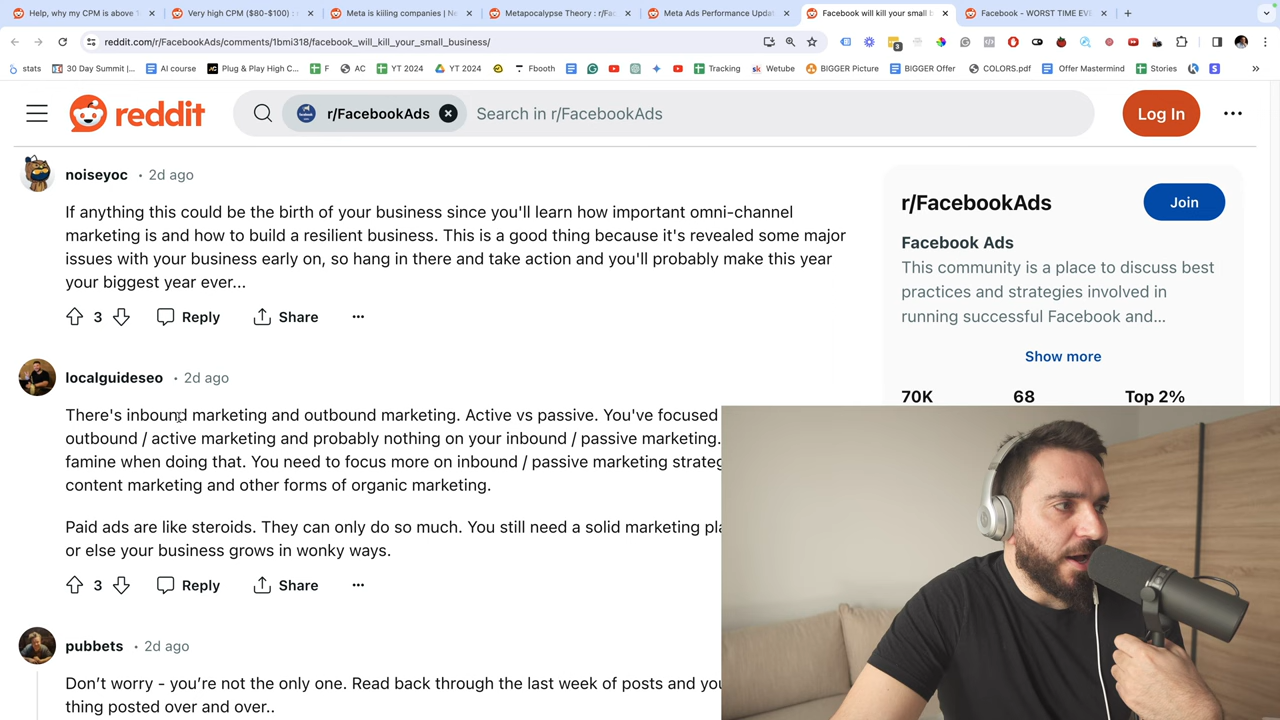 Help, why my CPM is above 1
Very high CPM ($80-$100) : r
Meta is kiiling companies | Ne
Metapocalypse Theory : r/Fac
Meta Ads Performance Updat
Facebook will kill your small b
Facebook - WORST TIME EVE
reddit.com/r/FacebookAds/comments/1bmi318/facebook_will_kill_your_small_business/
stats
30 Day Summit |...
AI course
Plug & Play High C...
F
AC
YT 2024
YT 2024
Fbooth
Tracking
Wetube
BIGGER Picture
BIGGER Offer
COLORS.pdf
Offer Mastermind
Stories
reddit
r/FacebookAds
Search in r/FacebookAds
Log In
noiseyoc • 2d ago
If anything this could be the birth of your business since you'll learn how important omni-channel
marketing is and how to build a resilient business. This is a good thing because it's revealed some major
issues with your business early on, so hang in there and take action and you'll probably make this year
your biggest year ever...
3
Reply
Share
localguideseo • 2d ago
There's inbound marketing and outbound marketing. Active vs passive. You've focused
outbound / active marketing and probably nothing on your inbound / passive marketing.
famine when doing that. You need to focus more on inbound / passive marketing strateg
content marketing and other forms of organic marketing.
Paid ads are like steroids. They can only do so much. You still need a solid marketing pla
or else your business grows in wonky ways.
3
Reply
Share
pubbets • 2d ago
Don't worry - you're not the only one. Read back through the last week of posts and you
thing posted over and over..
r/FacebookAds
Join
Facebook Ads
This community is a place to discuss best
practices and strategies involved in
running successful Facebook and...
Show more
70K
68
Top 2%